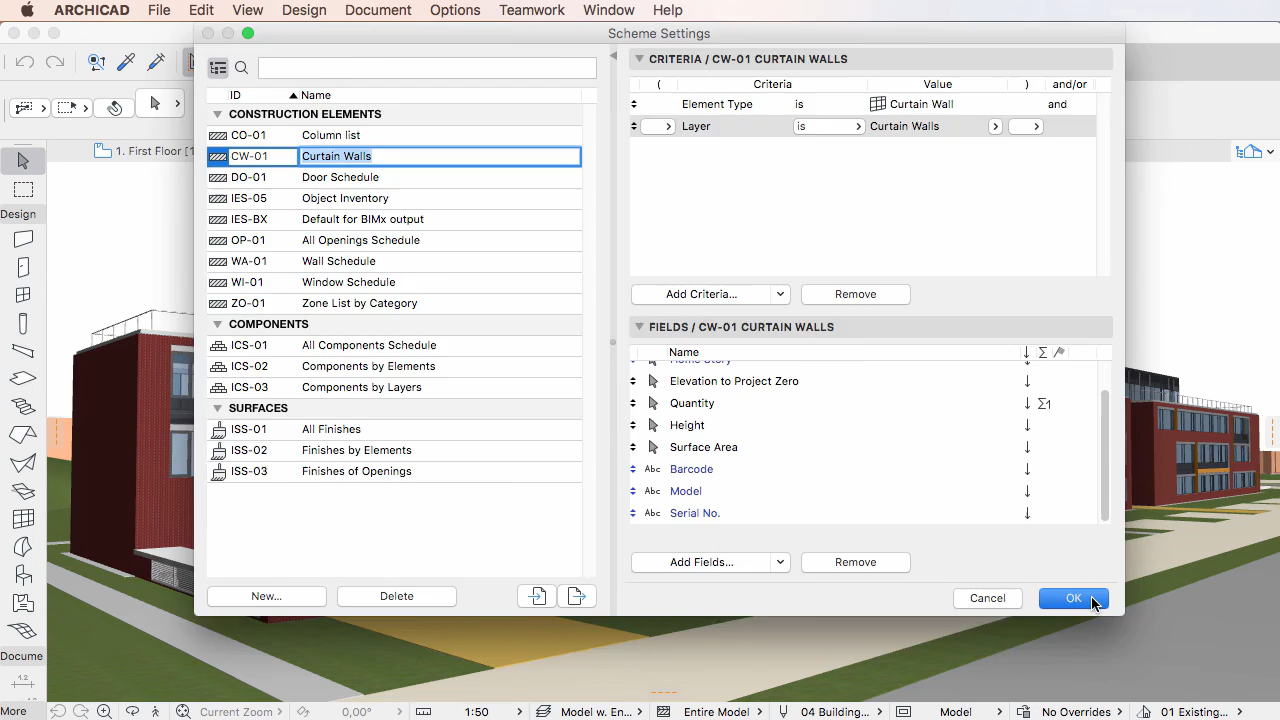 ARCHICAD File Edit View Design Document Options Teamwork Window Help
Scheme Settings
ID Name
CONSTRUCTION ELEMENTS
CO-01 Column list
CW-01 Curtain Walls
DO-01 Door Schedule
IES-05 Object Inventory
IES-BX Default for BIMx output
OP-01 All Openings Schedule
WA-01 Wall Schedule
WI-01 Window Schedule
ZO-01 Zone List by Category
COMPONENTS
ICS-01 All Components Schedule
ICS-02 Components by Elements
ICS-03 Components by Layers
SURFACES
ISS-01 All Finishes
ISS-02 Finishes by Elements
ISS-03 Finishes of Openings
New... Delete
CRITERIA / CW-01 CURTAIN WALLS
( Criteria Value ) and/or
Element Type is Curtain Wall and
Layer is Curtain Walls
Add Criteria... Remove
FIELDS / CW-01 CURTAIN WALLS
Name
Home Story
Elevation to Project Zero
Quantity Σ1
Height
Surface Area
Abc Barcode
Abc Model
Abc Serial No.
Add Fields... Remove
Cancel OK
1. First Floor [1
Design
Docume
More
Current Zoom 0,00° 1:50 Model w. En... Entire Model 04 Building... Model No Overrides 01 Existing...